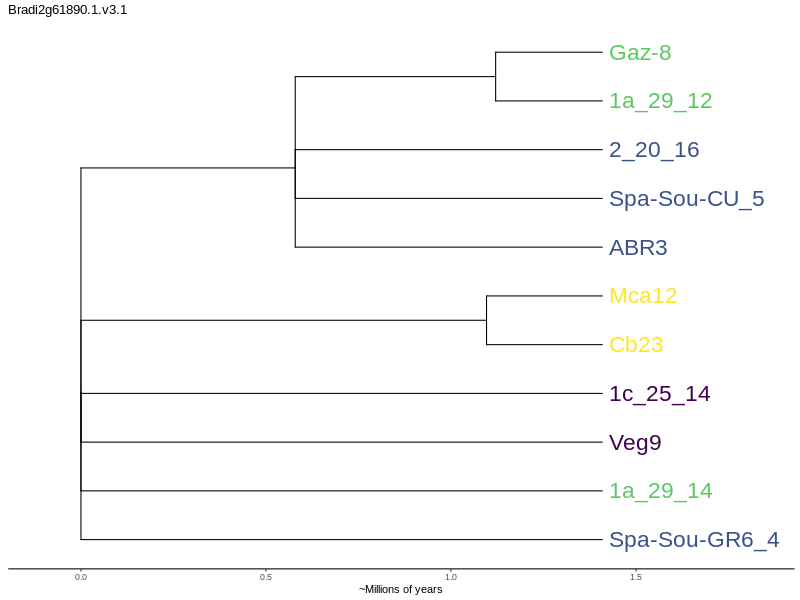 Bradi2g61890.1.v3.1
Gaz-8
1a_29_12
2_20_16
Spa-Sou-CU_5
ABR3
Mca12
Cb23
1c_25_14
Veg9
1a_29_14
Spa-Sou-GR6_4
0.0 0.5 1.0 1.5
~Millions of years